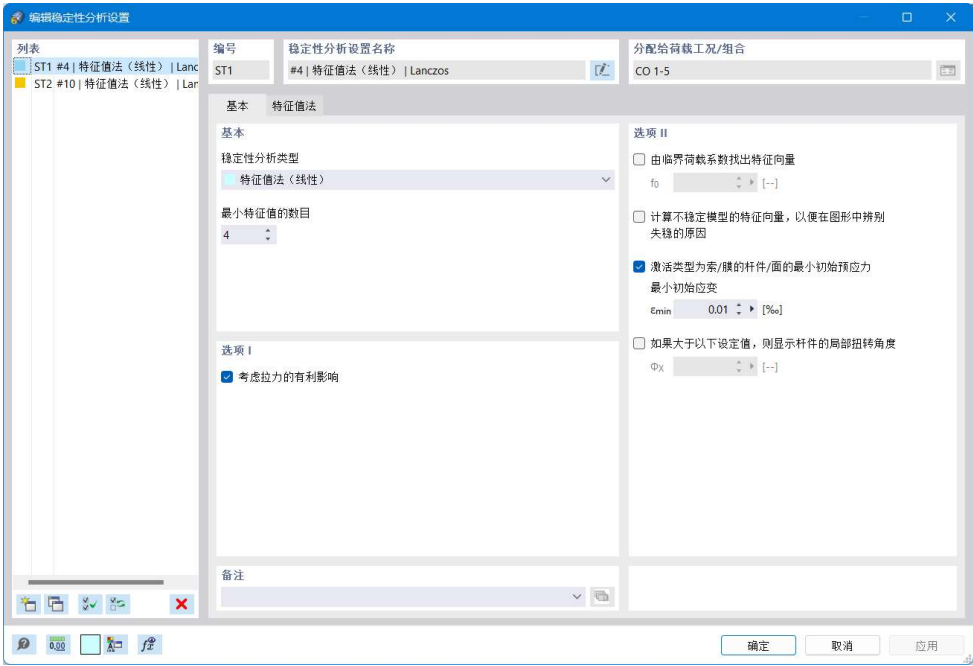 编辑稳定性分析设置
列表
ST1 #4 | 特征值法（线性） | Lanc
ST2 #10 | 特征值法（线性） | Lan
编号
ST1
稳定性分析设置名称
#4 | 特征值法（线性） | Lanczos
分配给荷载工况/组合
CO 1-5
基本
特征值法
基本
稳定性分析类型
特征值法（线性）
最小特征值的数目
4
选项 I
考虑拉力的有利影响
选项 II
由临界荷载系数找出特征向量
f0
[--]
计算不稳定模型的特征向量，以便在图形中辨别
失稳的原因
激活类型为索/膜的杆件/面的最小初始预应力
最小初始应变
εmin 0.01 [‰]
如果大于以下设定值，则显示杆件的局部扭转角度
Φx
[--]
备注
0,00
确定
取消
应用